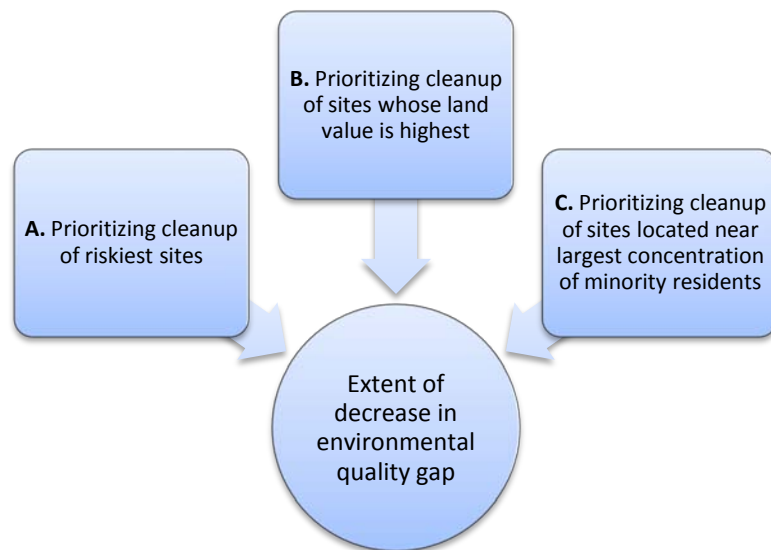 A. Prioritizing cleanup
of riskiest sites
B. Prioritizing cleanup
of sites whose land
value is highest
C. Prioritizing cleanup
of sites located near
largest concentration
of minority residents
Extent of
decrease in
environmental
quality gap